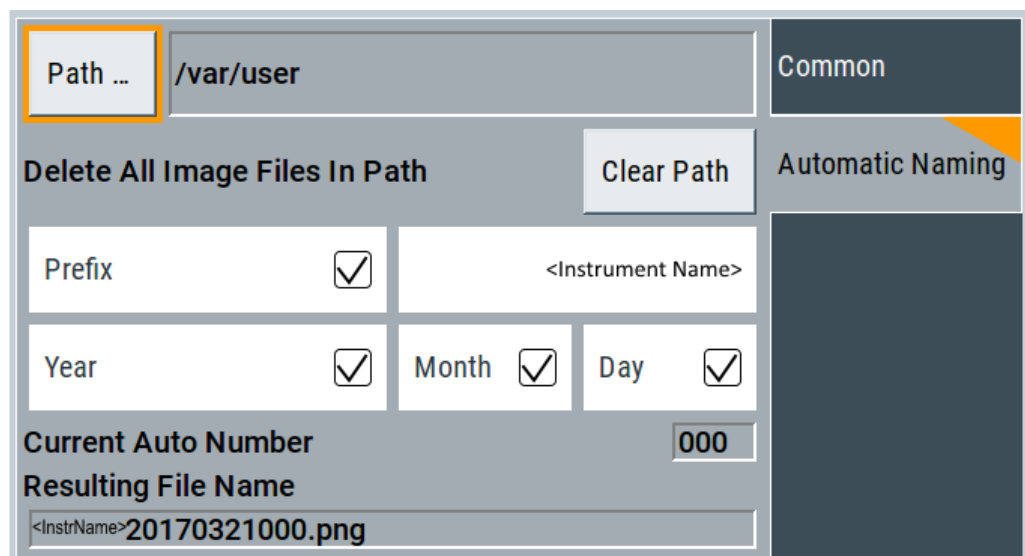 Path ... /var/user
Common
Delete All Image Files In Path Clear Path
Automatic Naming
Prefix <Instrument Name>
Year Month Day
Current Auto Number 000
Resulting File Name
<InstrName>20170321000.png